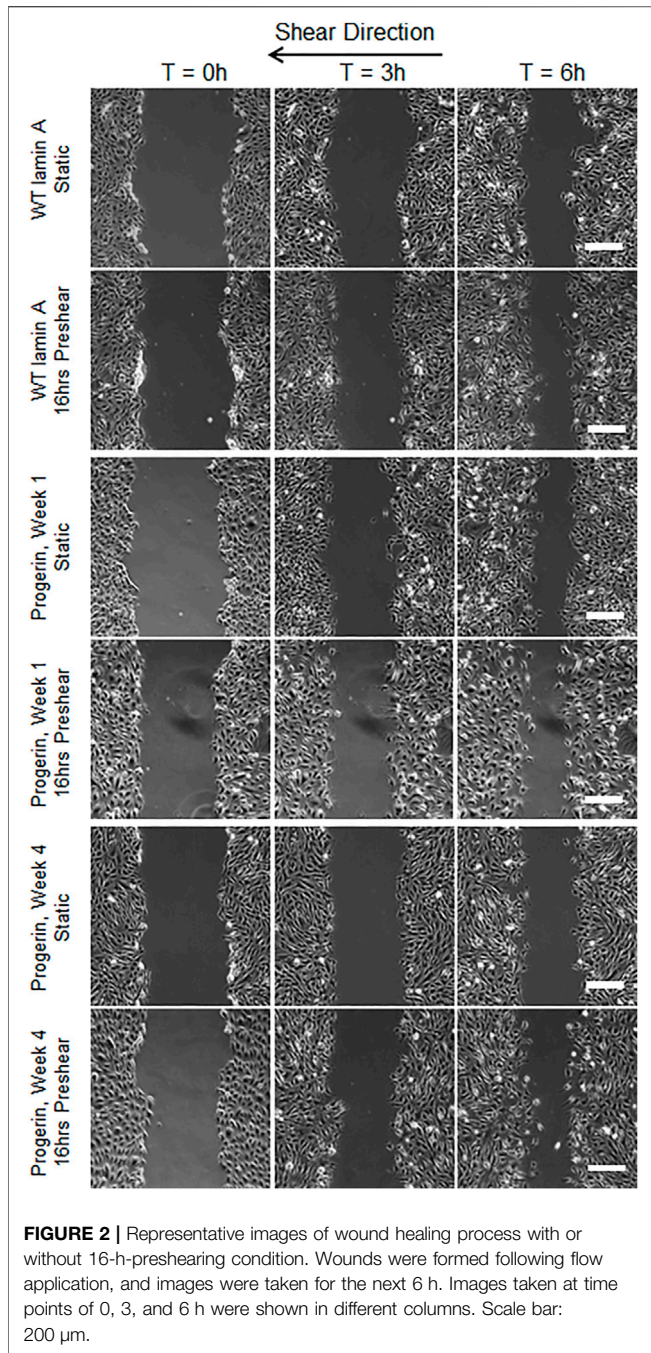 Shear Direction
T = 0h
T = 3h
T = 6h
WT lamin A
Static
WT lamin A
16hrs Preshear
Progerin, Week 1
Static
Progerin, Week 1
16hrs Preshear
Progerin, Week 4
Static
Progerin, Week 4
16hrs Preshear
FIGURE 2 | Representative images of wound healing process with or
without 16-h-preshearing condition. Wounds were formed following flow
application, and images were taken for the next 6 h. Images taken at time
points of 0, 3, and 6 h were shown in different columns. Scale bar:
200 µm.